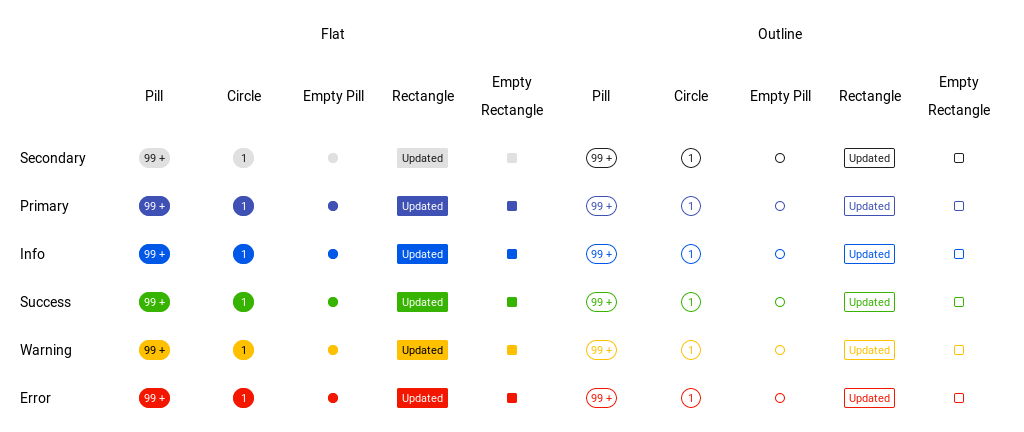 Flat Outline
Pill Circle Empty Pill Rectangle Empty Rectangle Pill Circle Empty Pill Rectangle Empty Rectangle
Secondary 99 + 1 Updated 99 + 1 Updated
Primary 99 + 1 Updated 99 + 1 Updated
Info 99 + 1 Updated 99 + 1 Updated
Success 99 + 1 Updated 99 + 1 Updated
Warning 99 + 1 Updated 99 + 1 Updated
Error 99 + 1 Updated 99 + 1 Updated